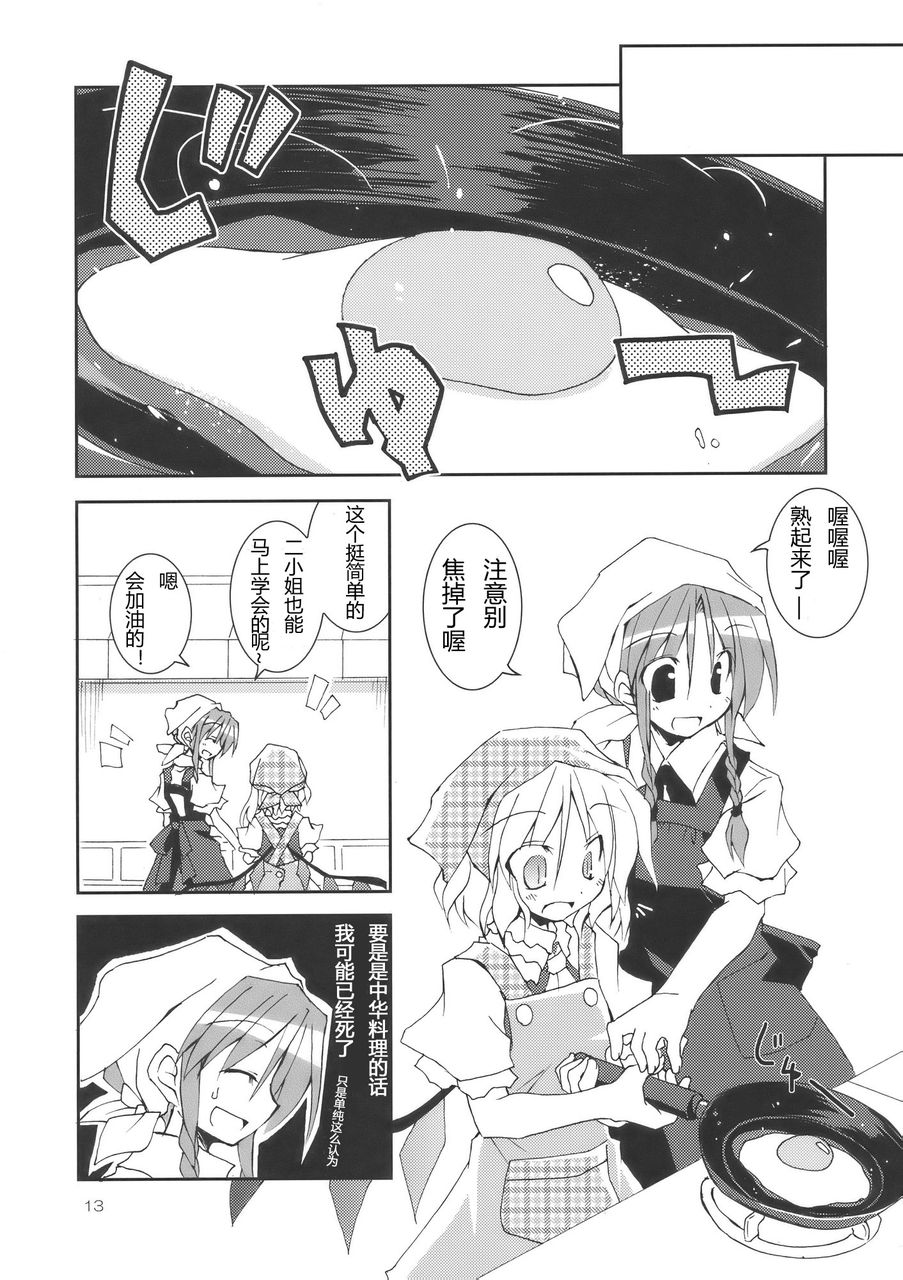 じゅ～
喔喔喔
熟起来了—
注意别
焦掉了喔
这个挺简单的
二小姐也能
马上学会的呢~
嗯
会加油的！
じゅー
要是是中华料理的话
我可能已经死了
只是单纯这么认为
13